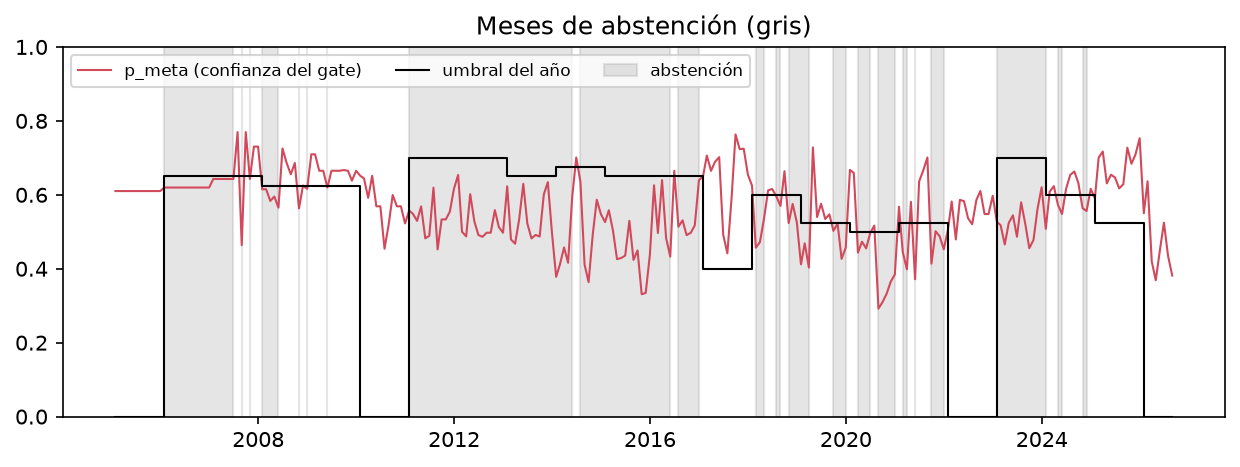 Meses de abstención (gris)
p_meta (confianza del gate) umbral del año abstención
1.0
0.8
0.6
0.4
0.2
0.0
2008 2012 2016 2020 2024